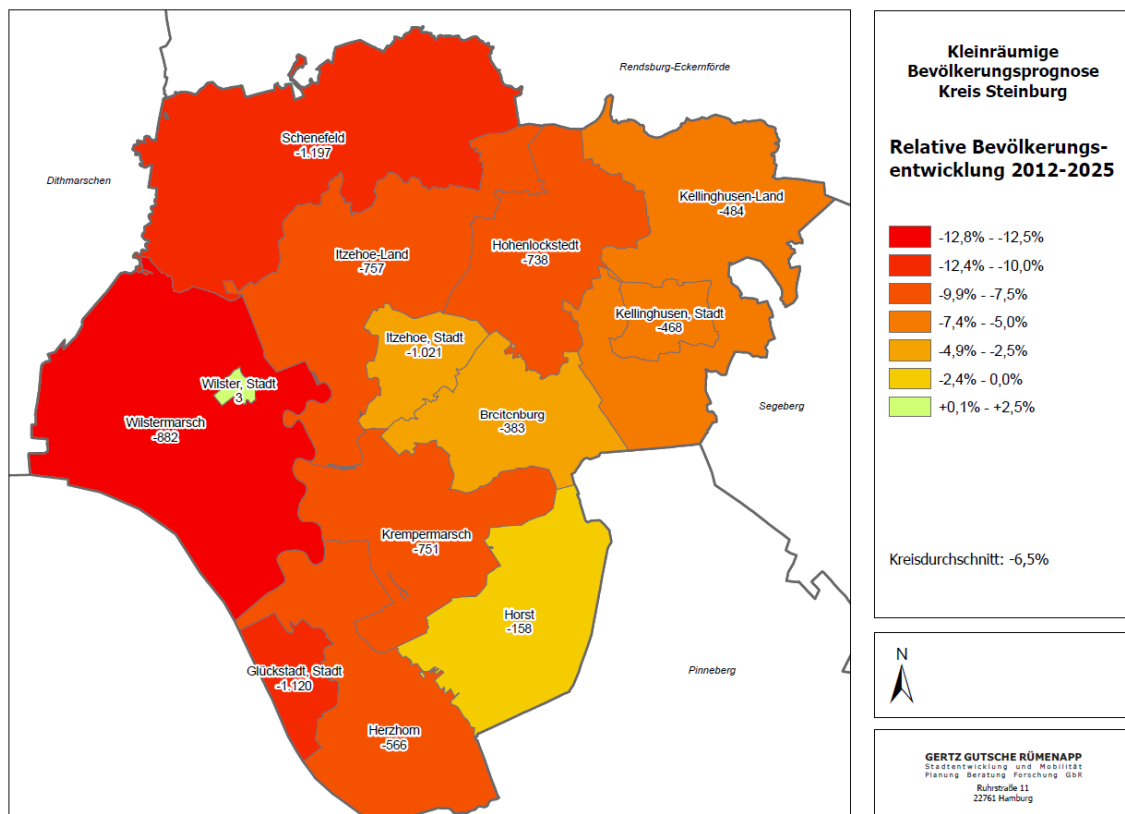 Rendsburg-Eckernförde
Schenefeld
-1.197
Dithmarschen
Kellinghusen-Land
-484
Itzehoe-Land
-757
Hohenlockstedt
-738
Kellinghusen, Stadt
-468
Itzehoe, Stadt
-1.021
Wilster, Stadt
3
Wilstermarsch
-882
Breitenburg
-383
Segeberg
Krempermarsch
-751
Horst
-158
Glückstadt, Stadt
-1.120
Pinneberg
Herzhorn
-566
Kleinräumige
Bevölkerungsprognose
Kreis Steinburg
Relative Bevölkerungs-
entwicklung 2012-2025
-12,8% - -12,5%
-12,4% - -10,0%
-9,9% - -7,5%
-7,4% - -5,0%
-4,9% - -2,5%
-2,4% - 0,0%
+0,1% - +2,5%
Kreisdurchschnitt: -6,5%
N
GERTZ GUTSCHE RÜMENAPP
Stadtentwicklung und Mobilität
Planung Beratung Forschung GbR
Ruhrstraße 11
22761 Hamburg